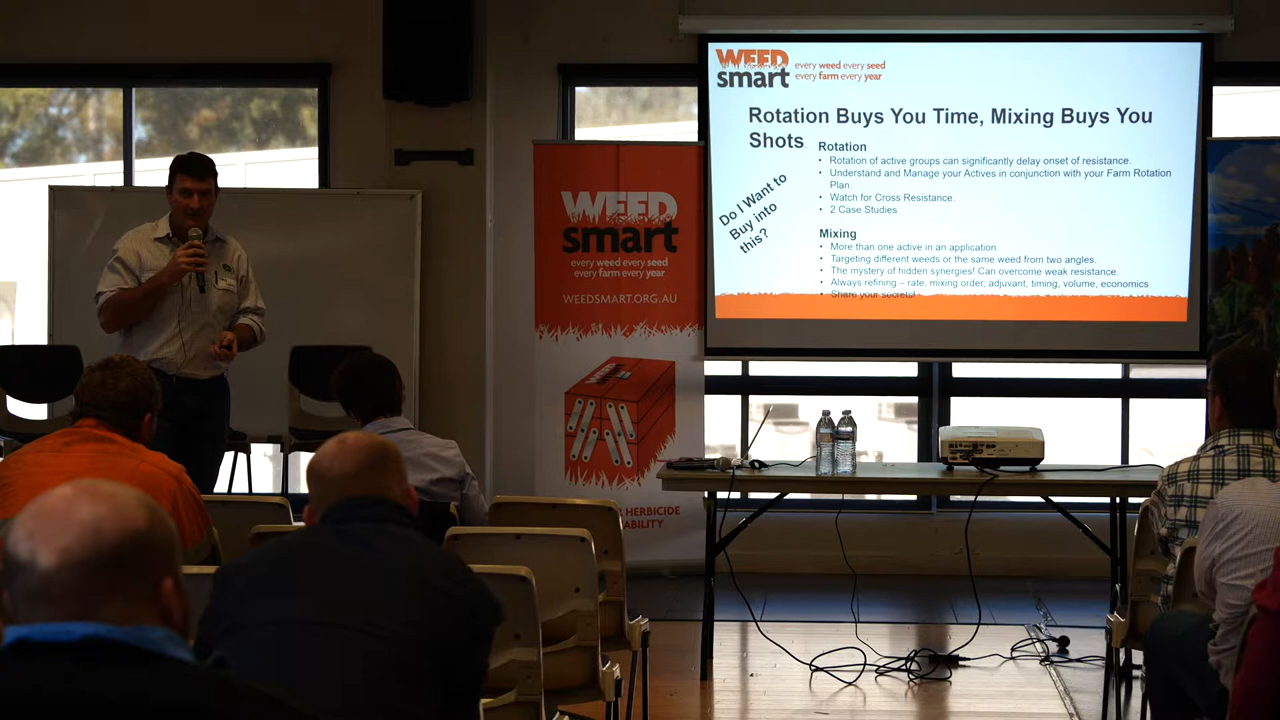 WEED
smart
every weed every seed
every farm every year
Rotation Buys You Time, Mixing Buys You
Shots
Rotation
• Rotation of active groups can significantly delay onset of resistance.
• Understand and Manage your Actives in conjunction with your Farm Rotation
Plan.
• Watch for Cross Resistance.
• 2 Case Studies
Do I Want to
Buy into
this?
Mixing
• More than one active in an application.
• Targeting different weeds or the same weed from two angles.
• The mystery of hidden synergies! Can overcome weak resistance.
• Always refining – rate, mixing order, adjuvant, timing, volume, economics
• Share your secrets!
WEED
smart
every weed every seed
every farm every year
WEEDSMART.ORG.AU
WEED
smart
HERBICIDE
ABILITY